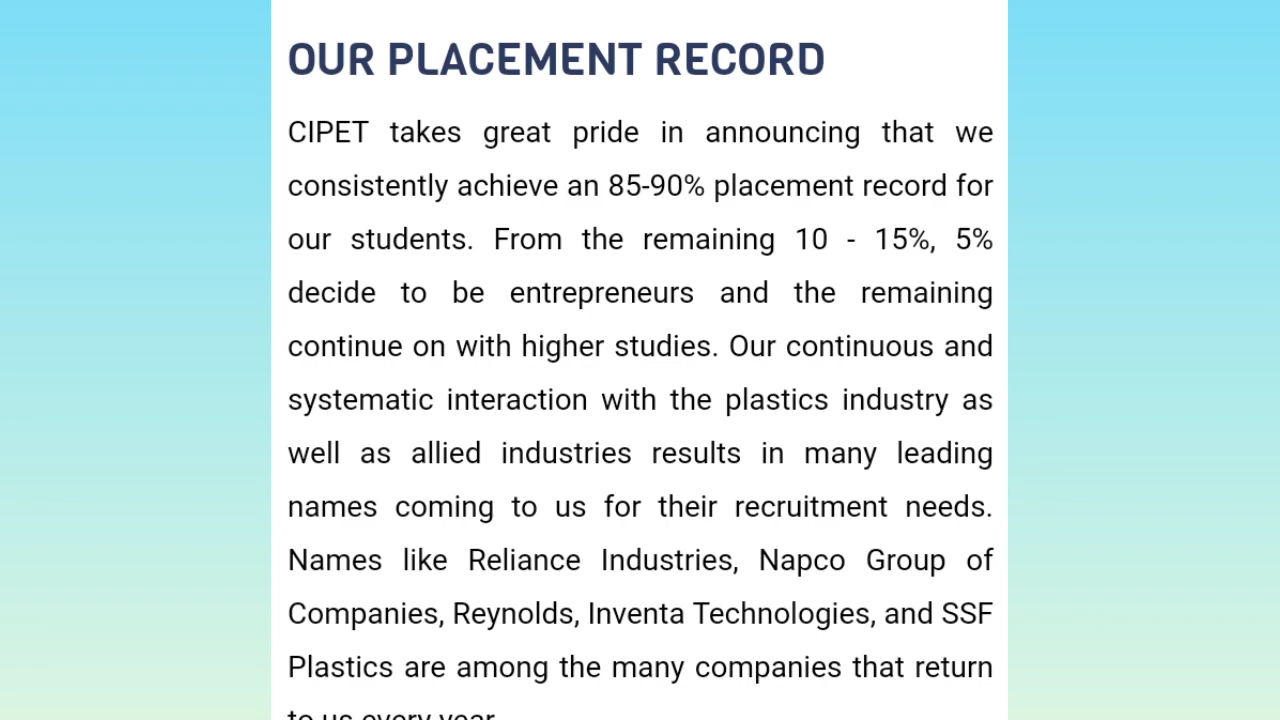 OUR PLACEMENT RECORD
CIPET takes great pride in announcing that we
consistently achieve an 85-90% placement record for
our students. From the remaining 10 - 15%, 5%
decide to be entrepreneurs and the remaining
continue on with higher studies. Our continuous and
systematic interaction with the plastics industry as
well as allied industries results in many leading
names coming to us for their recruitment needs.
Names like Reliance Industries, Napco Group of
Companies, Reynolds, Inventa Technologies, and SSF
Plastics are among the many companies that return
to us every year